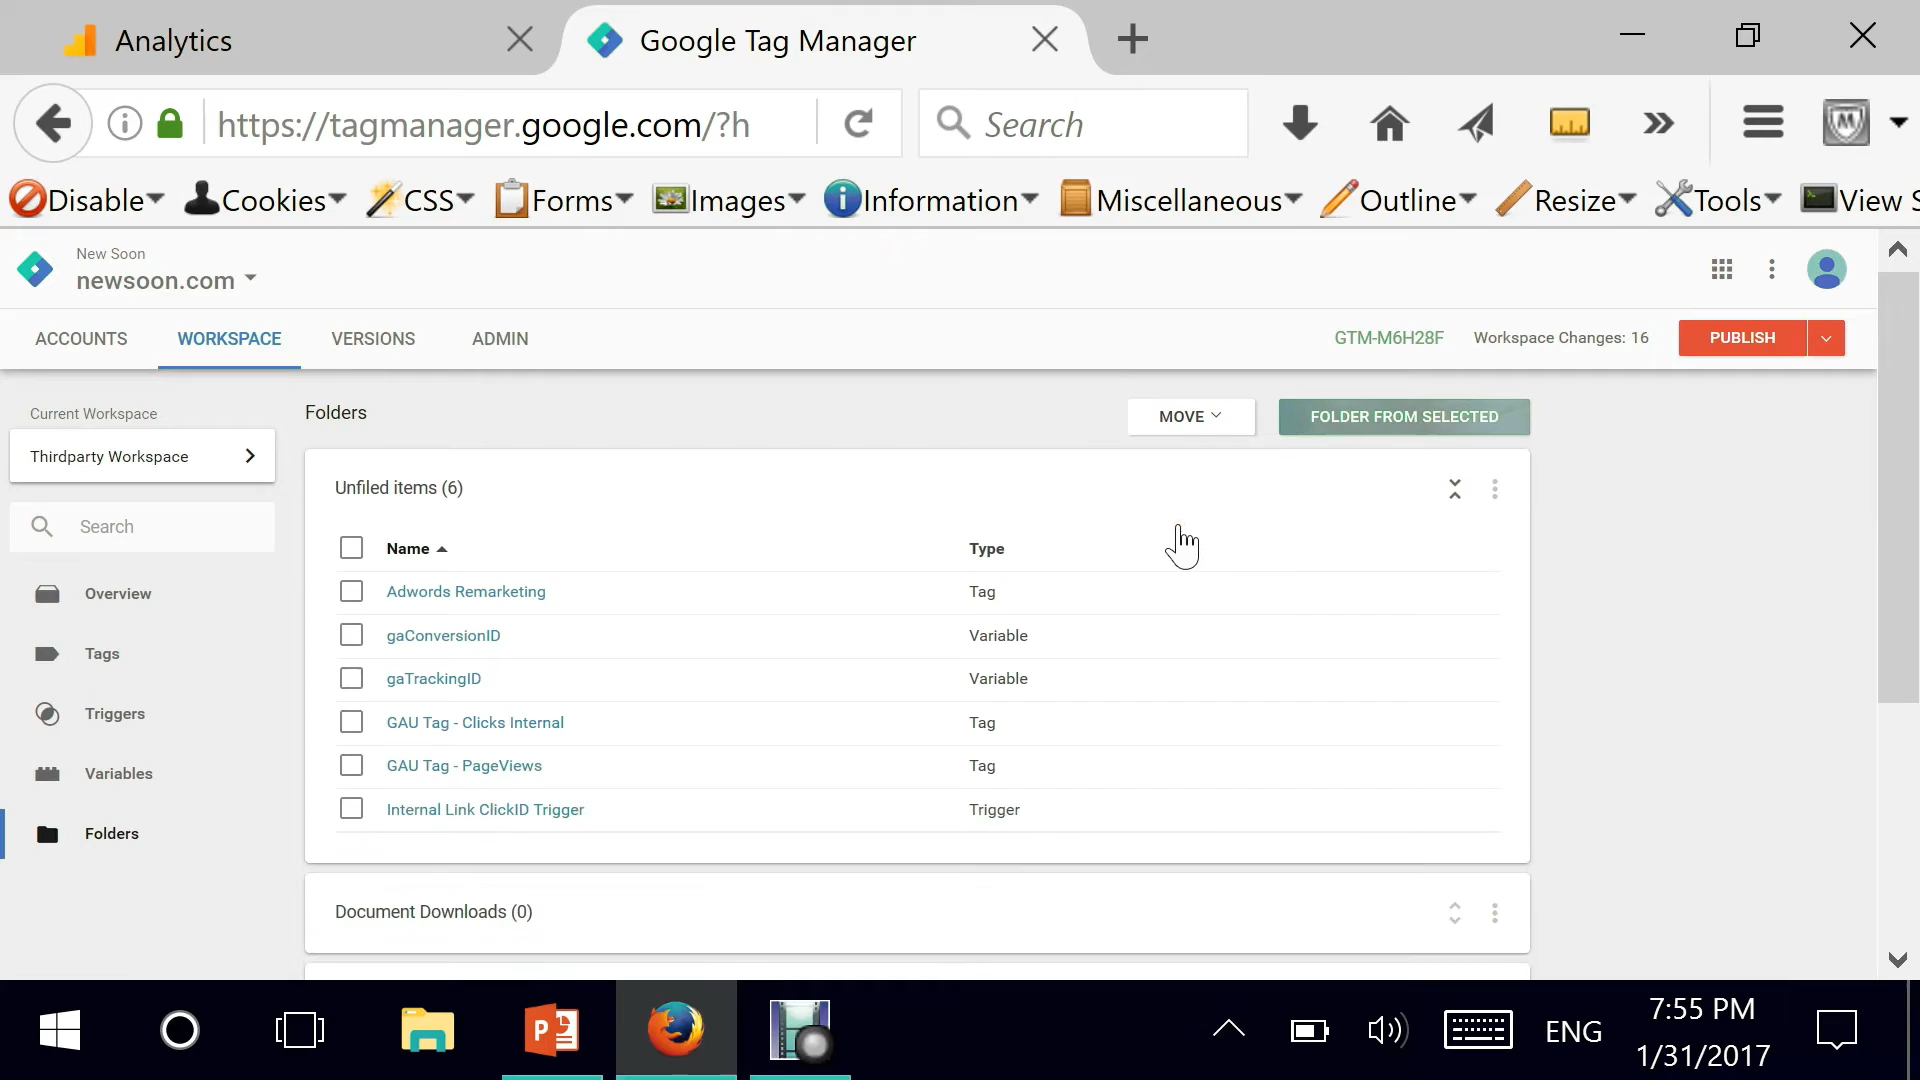 Analytics
Google Tag Manager
https://tagmanager.google.com/?h
Search
Disable Cookies CSS Forms Images Information Miscellaneous Outline Resize Tools View S
New Soon
newsoon.com
ACCOUNTS WORKSPACE VERSIONS ADMIN
GTM-M6H28F Workspace Changes: 16 PUBLISH
Current Workspace
Thirdparty Workspace
Search
Overview
Tags
Triggers
Variables
Folders
Folders
MOVE
FOLDER FROM SELECTED
Unfiled items (6)
Name Type
Adwords Remarketing Tag
gaConversionID Variable
gaTrackingID Variable
GAU Tag - Clicks Internal Tag
GAU Tag - PageViews Tag
Internal Link ClickID Trigger Trigger
Document Downloads (0)
ENG
7:55 PM
1/31/2017